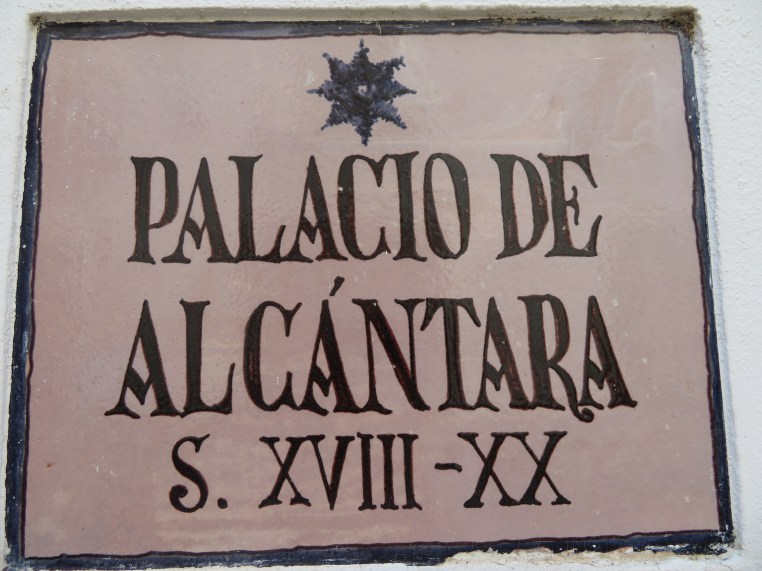 PALACIO DE
ALCÁNTARA
S. XVIII-XX